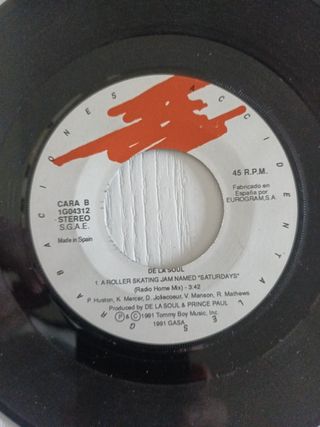 GRABACIONES ACCIDENTALES
CARA B
1G04312
STEREO
S.G.A.E.
Made in Spain
45 R.P.M.
Fabricado en
España por
EUROGRAM,S.A.
DE LA SOUL
1. A ROLLER SKATING JAM NAMED "SATURDAYS"
(Radio Home Mix) - 3:42
P. Huston, K. Mercer, D. Joliecoeur, V. Manson, R. Mathews
Produced by DE LA SOUL & PRINCE PAUL
℗ & © 1991 Tommy Boy Music, Inc.
1991 GASA